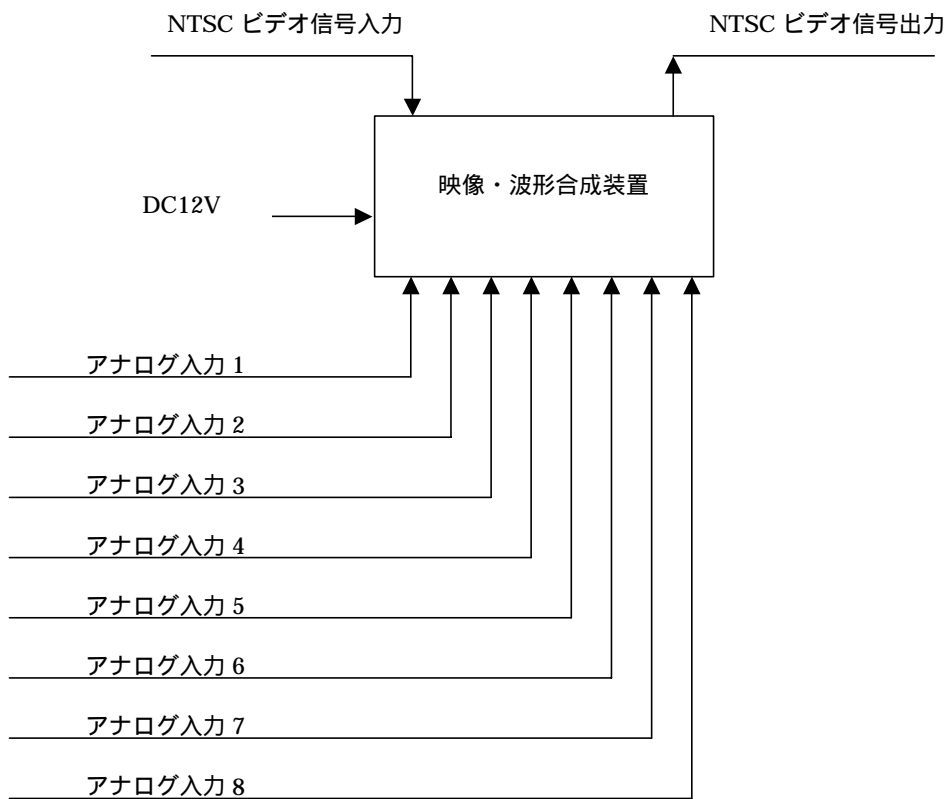 NTSC ビデオ信号入力
NTSC ビデオ信号出力
映像・波形合成装置
DC12V
アナログ入力 1
アナログ入力 2
アナログ入力 3
アナログ入力 4
アナログ入力 5
アナログ入力 6
アナログ入力 7
アナログ入力 8